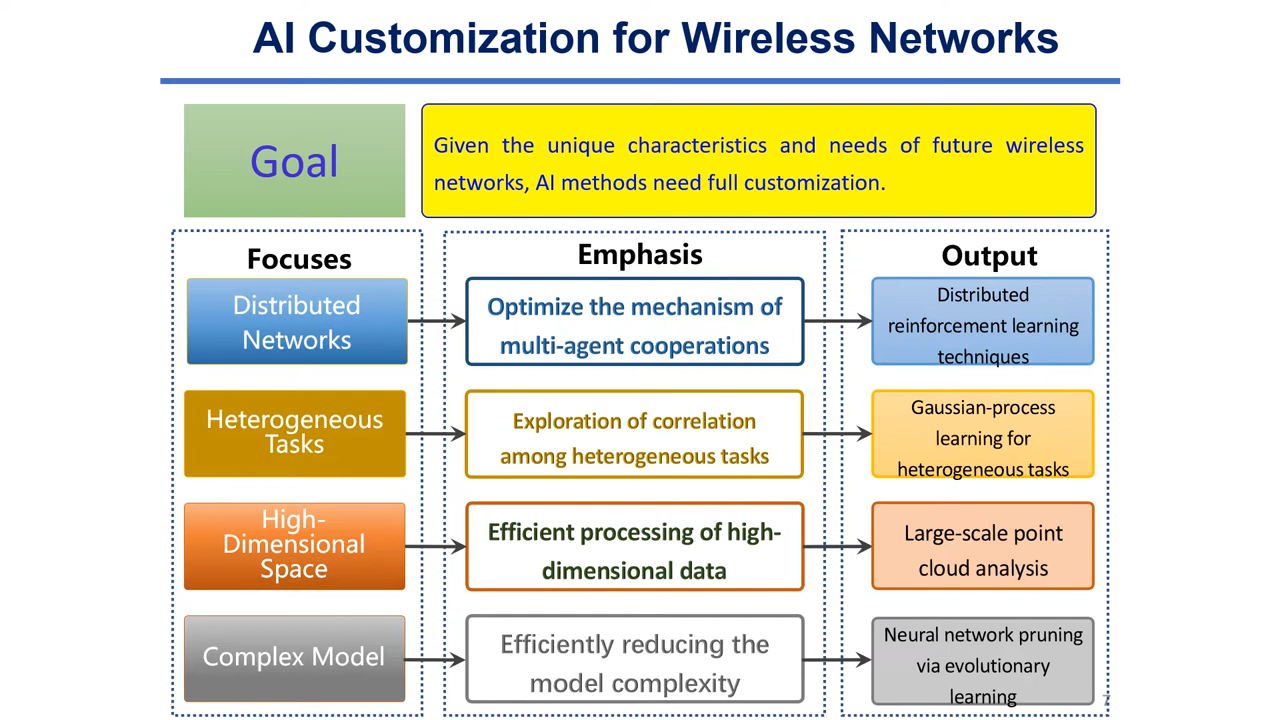 AI Customization for Wireless Networks
Goal
Given the unique characteristics and needs of future wireless
networks, AI methods need full customization.
Focuses
Emphasis
Output
Distributed
Networks
Optimize the mechanism of
multi-agent cooperations
Distributed
reinforcement learning
techniques
Heterogeneous
Tasks
Exploration of correlation
among heterogeneous tasks
Gaussian-process
learning for
heterogeneous tasks
High-
Dimensional
Space
Efficient processing of high-
dimensional data
Large-scale point
cloud analysis
Complex Model
Efficiently reducing the
model complexity
Neural network pruning
via evolutionary
learning
7